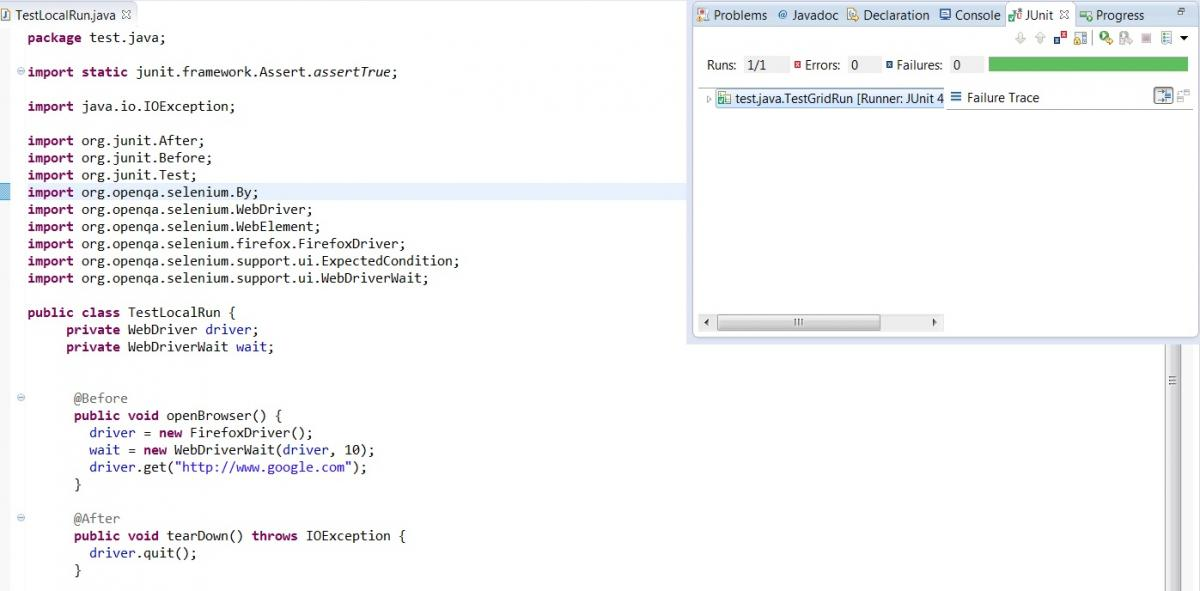 TestLocalRun.java
package test.java;
import static junit.framework.Assert.assertTrue;
import java.io.IOException;
import org.junit.After;
import org.junit.Before;
import org.junit.Test;
import org.openqa.selenium.By;
import org.openqa.selenium.WebDriver;
import org.openqa.selenium.WebElement;
import org.openqa.selenium.firefox.FirefoxDriver;
import org.openqa.selenium.support.ui.ExpectedCondition;
import org.openqa.selenium.support.ui.WebDriverWait;
public class TestLocalRun {
private WebDriver driver;
private WebDriverWait wait;
@Before
public void openBrowser() {
driver = new FirefoxDriver();
wait = new WebDriverWait(driver, 10);
driver.get("http://www.google.com");
}
@After
public void tearDown() throws IOException {
driver.quit();
}
Problems @ Javadoc Declaration Console JUnit Progress
Runs: 1/1 Errors: 0 Failures: 0
test.java.TestGridRun [Runner: JUnit 4 Failure Trace